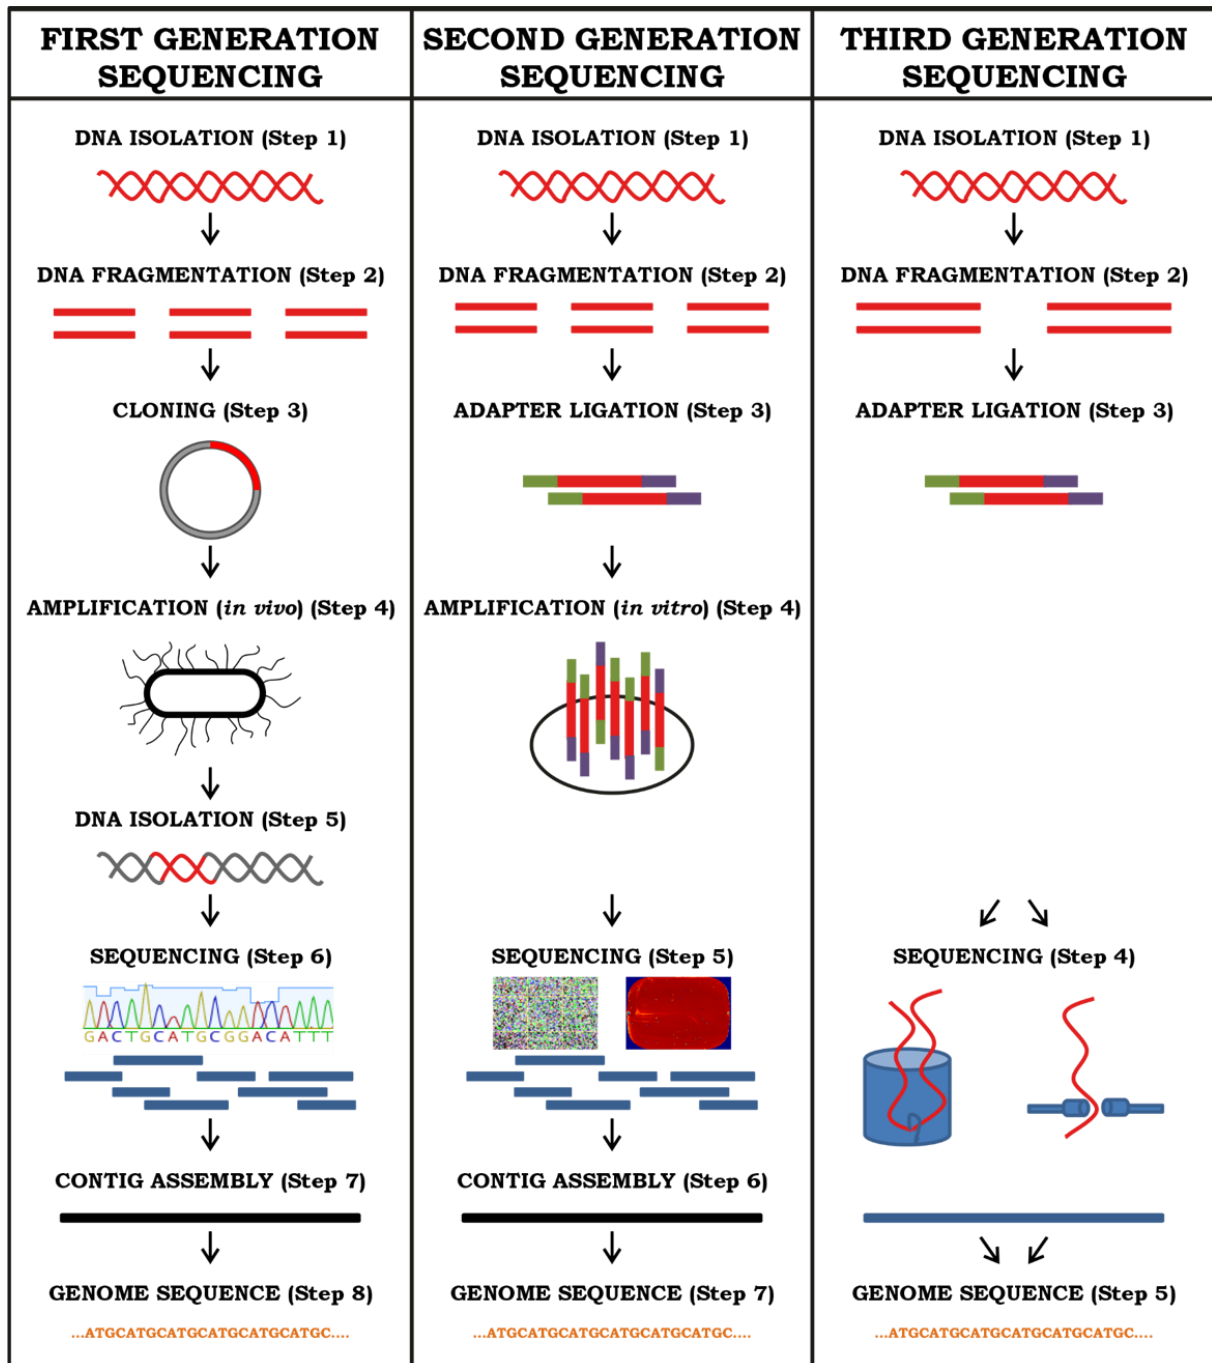 FIRST GENERATION
SEQUENCING
DNA ISOLATION (Step 1)
DNA FRAGMENTATION (Step 2)
CLONING (Step 3)
AMPLIFICATION (in vivo) (Step 4)
DNA ISOLATION (Step 5)
SEQUENCING (Step 6)
GACTGCATGCGGACATTT
CONTIG ASSEMBLY (Step 7)
GENOME SEQUENCE (Step 8)
...ATGCATGCATGCATGCATGCATGC....
SECOND GENERATION
SEQUENCING
DNA ISOLATION (Step 1)
DNA FRAGMENTATION (Step 2)
ADAPTER LIGATION (Step 3)
AMPLIFICATION (in vitro) (Step 4)
SEQUENCING (Step 5)
CONTIG ASSEMBLY (Step 6)
GENOME SEQUENCE (Step 7)
...ATGCATGCATGCATGCATGCATGC....
THIRD GENERATION
SEQUENCING
DNA ISOLATION (Step 1)
DNA FRAGMENTATION (Step 2)
ADAPTER LIGATION (Step 3)
SEQUENCING (Step 4)
GENOME SEQUENCE (Step 5)
...ATGCATGCATGCATGCATGCATGC....